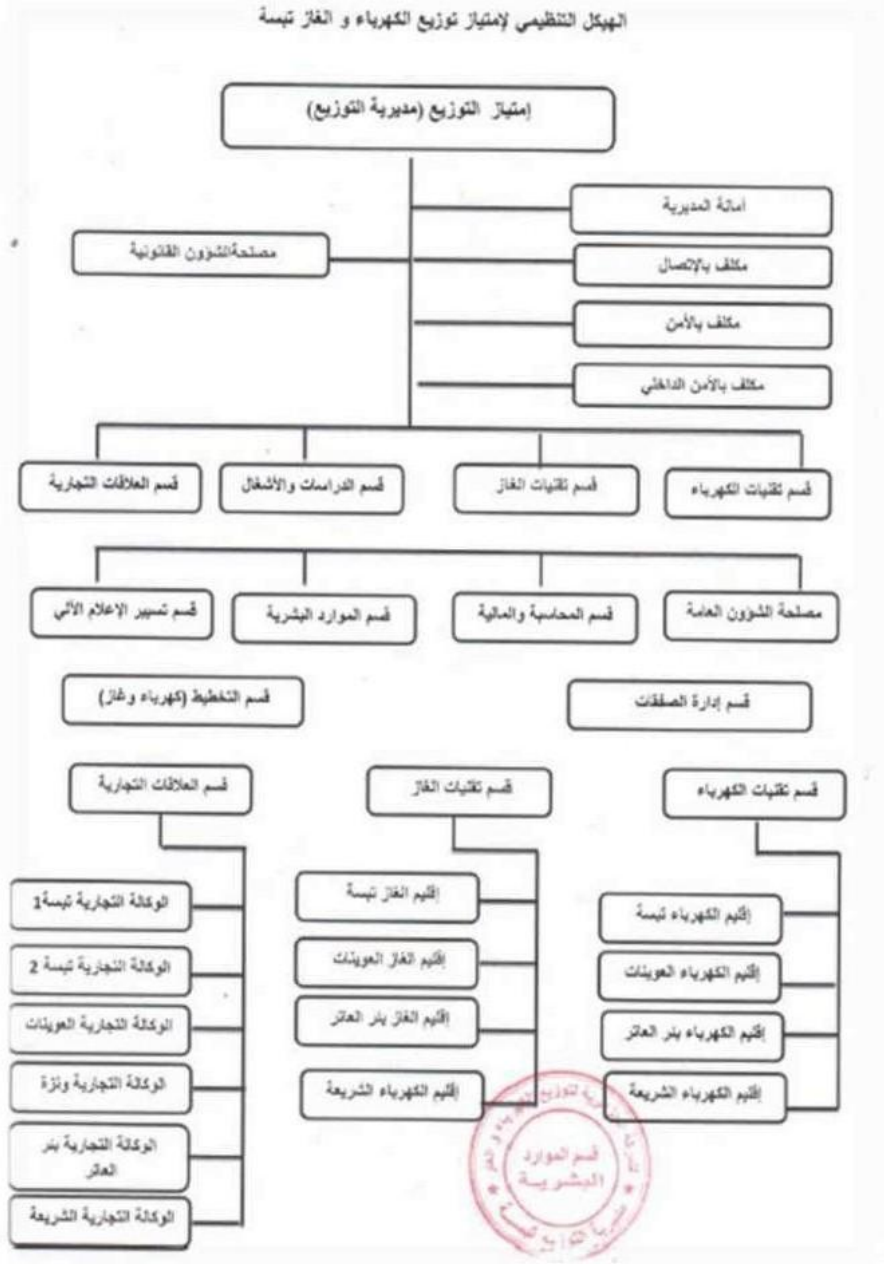 الهيكل التنظيمي لإمتياز توزيع الكهرباء و الغاز تبسة
إمتياز التوزيع (مديرية التوزيع)
أمانة المديرية
مصلحةالشؤون القانونية
مكلف بالإتصال
مكلف بالأمن
مكلف بالأمن الداخلي
قسم تقنيات الكهرباء
قسم تقنيات الغاز
قسم الدراسات والأشغال
قسم العلاقات التجارية
مصلحة الشؤون العامة
قسم المحاسبة والمالية
قسم الموارد البشرية
قسم تسيير الإعلام الألي
قسم إدارة الصفقات
قسم التخطيط (كهرباء وغاز)
قسم تقنيات الكهرباء
إقليم الكهرباء تبسة
إقليم الكهرباء العوينات
إقليم الكهرباء بئر العاتر
إقليم الكهرباء الشريعة
قسم تقنيات الغاز
إقليم الغاز تبسة
إقليم الغاز العوينات
إقليم الغاز بئر العاتر
إقليم الكهرباء الشريعة
قسم العلاقات التجارية
الوكالة التجارية تبسة1
الوكالة التجارية تبسة 2
الوكالة التجارية العوينات
الوكالة التجارية ونزة
الوكالة التجارية بئر
العاتر
الوكالة التجارية الشريعة
قسم الموارد
البشرية
مديرية التوزيع تبسة